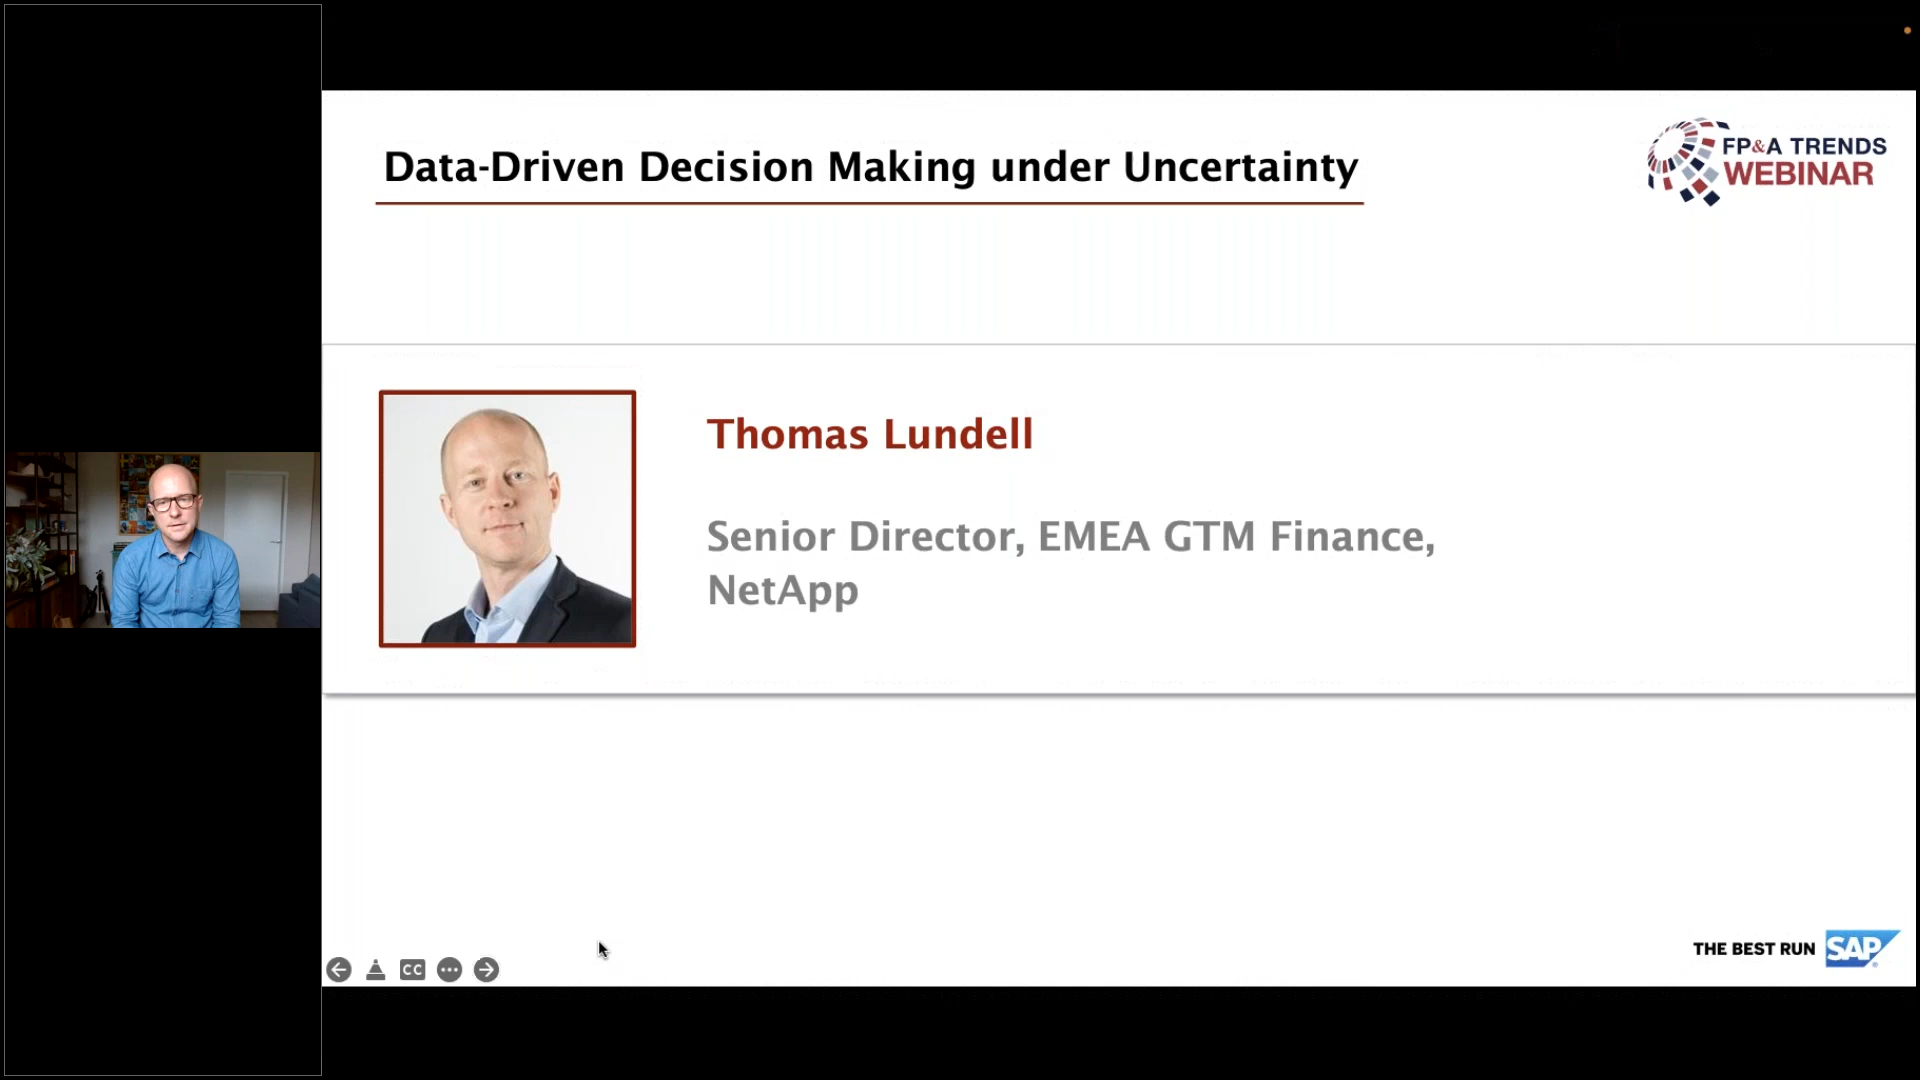 Data-Driven Decision Making under Uncertainty
FP&A TRENDS
WEBINAR
Thomas Lundell
Senior Director, EMEA GTM Finance,
NetApp
THE BEST RUN SAP
CC